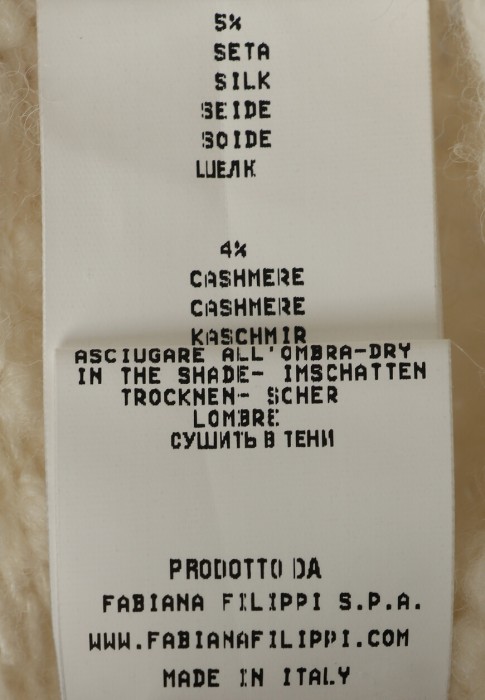 5%
SETA
SILK
SEIDE
SOIDE
ШЕЛК
4%
CASHMERE
CASHMERE
KASCHMIR
ASCIUGARE ALL'OMBRA-DRY
IN THE SHADE- IMSCHATTEN
TROCKNEN- SCHER
LOMBRE
СУШИТЬ В ТЕНИ
PRODOTTO DA
FABIANA FILIPPI S.P.A.
WWW.FABIANAFILIPPI.COM
MADE IN ITALY